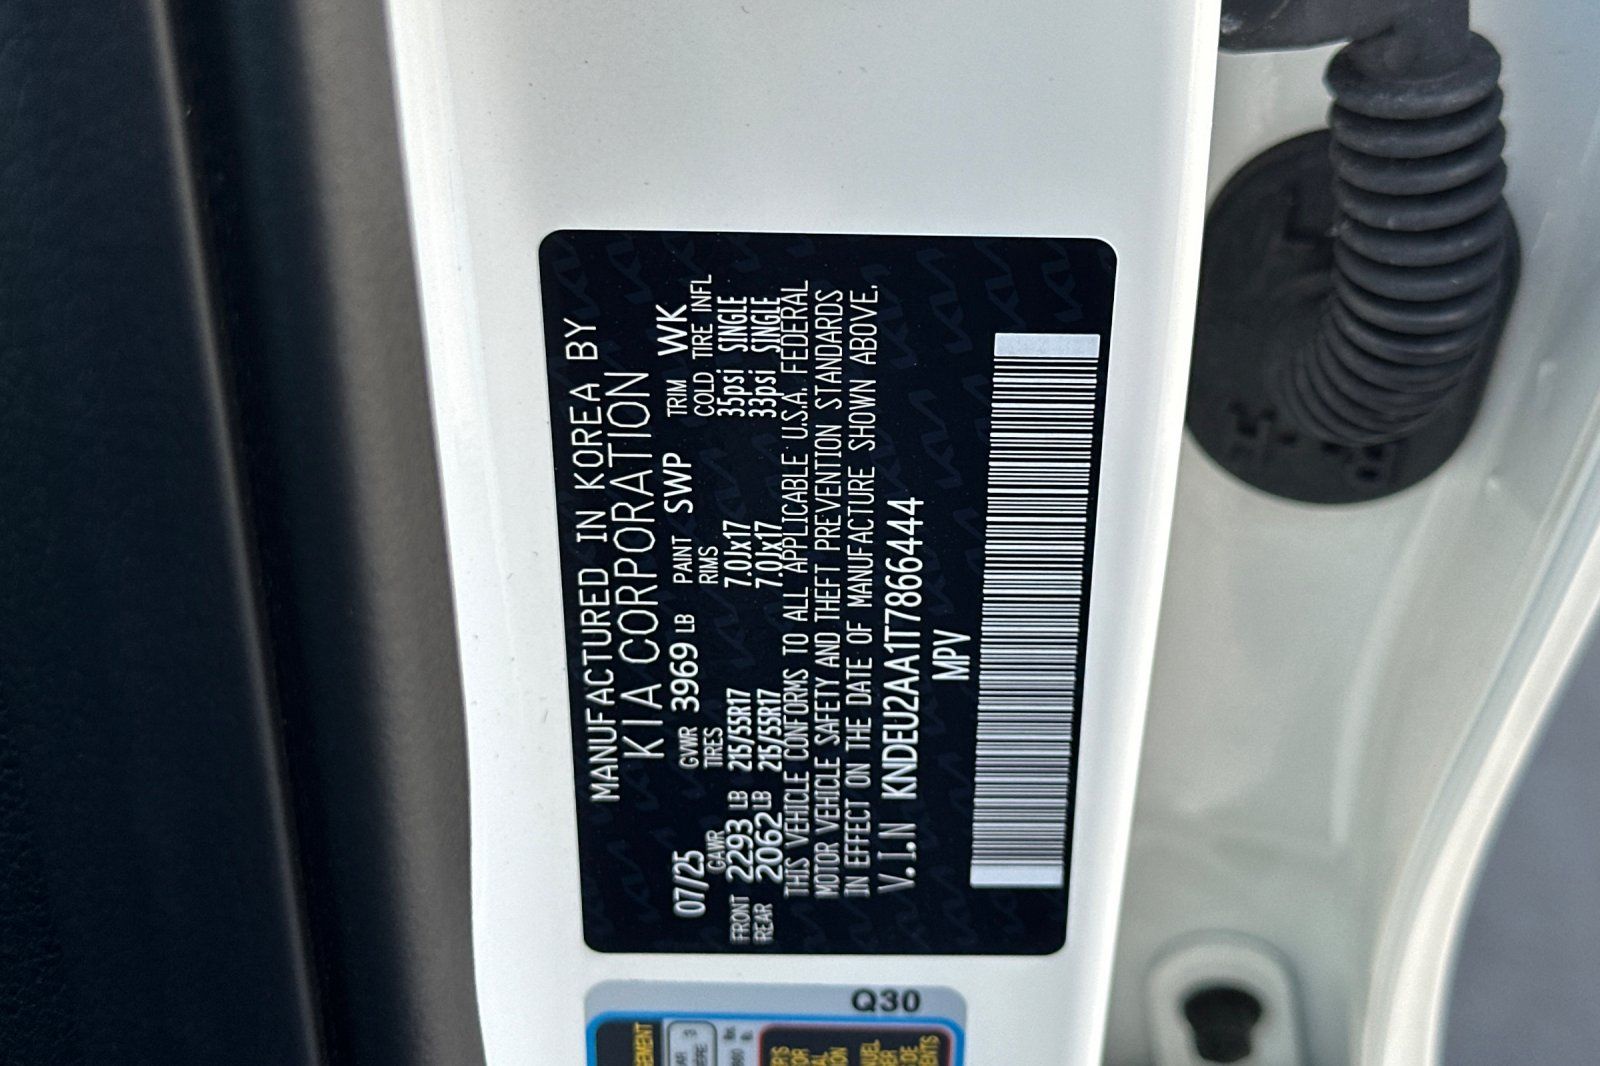 MANUFACTURED IN KOREA BY
KIA CORPORATION
07/25 GVWR 3969 LB PAINT SWP TRIM WK
GAWR TIRES RIMS COLD TIRE INFL
FRONT 2293 LB 215/55R17 7.0Jx17 35psi SINGLE
REAR 2062 LB 215/55R17 7.0Jx17 33psi SINGLE
THIS VEHICLE CONFORMS TO ALL APPLICABLE U.S.A. FEDERAL
MOTOR VEHICLE SAFETY AND THEFT PREVENTION STANDARDS
IN EFFECT ON THE DATE OF MANUFACTURE SHOWN ABOVE.
V.I.N KNDEU2AA1T7866444
MPV
Q30